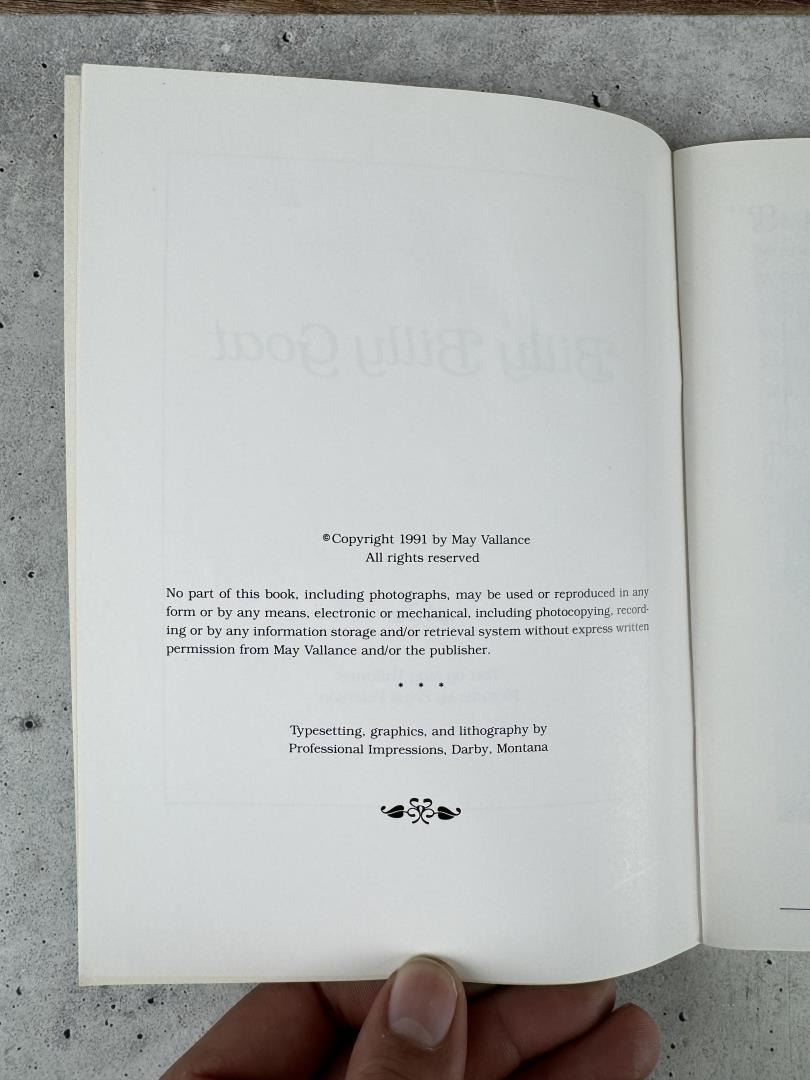 Billy Billy Goat
©Copyright 1991 by May Vallance
All rights reserved
No part of this book, including photographs, may be used or reproduced in any
form or by any means, electronic or mechanical, including photocopying, record-
ing or by any information storage and/or retrieval system without express written
permission from May Vallance and/or the publisher.
* * *
Typesetting, graphics, and lithography by
Professional Impressions, Darby, Montana